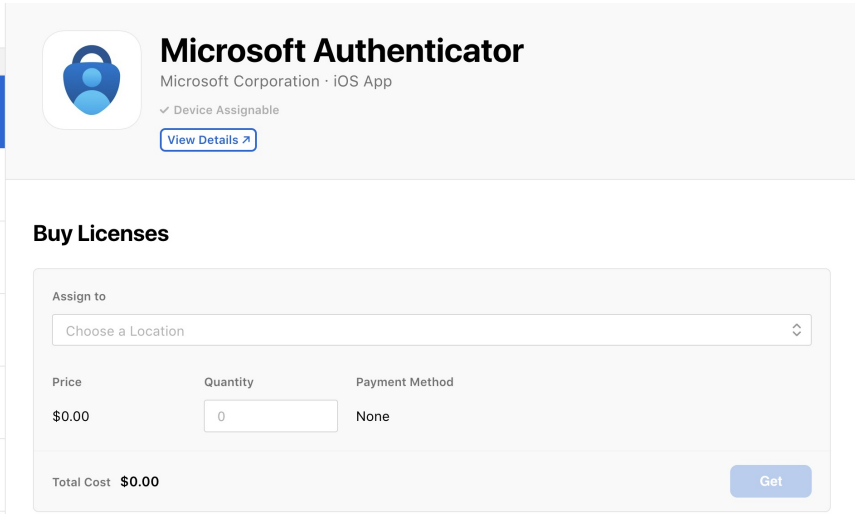 Microsoft Authenticator
Microsoft Corporation · iOS App
Device Assignable
View Details ↗
Buy Licenses
Assign to
Choose a Location
Price Quantity Payment Method
$0.00 0 None
Total Cost $0.00 Get